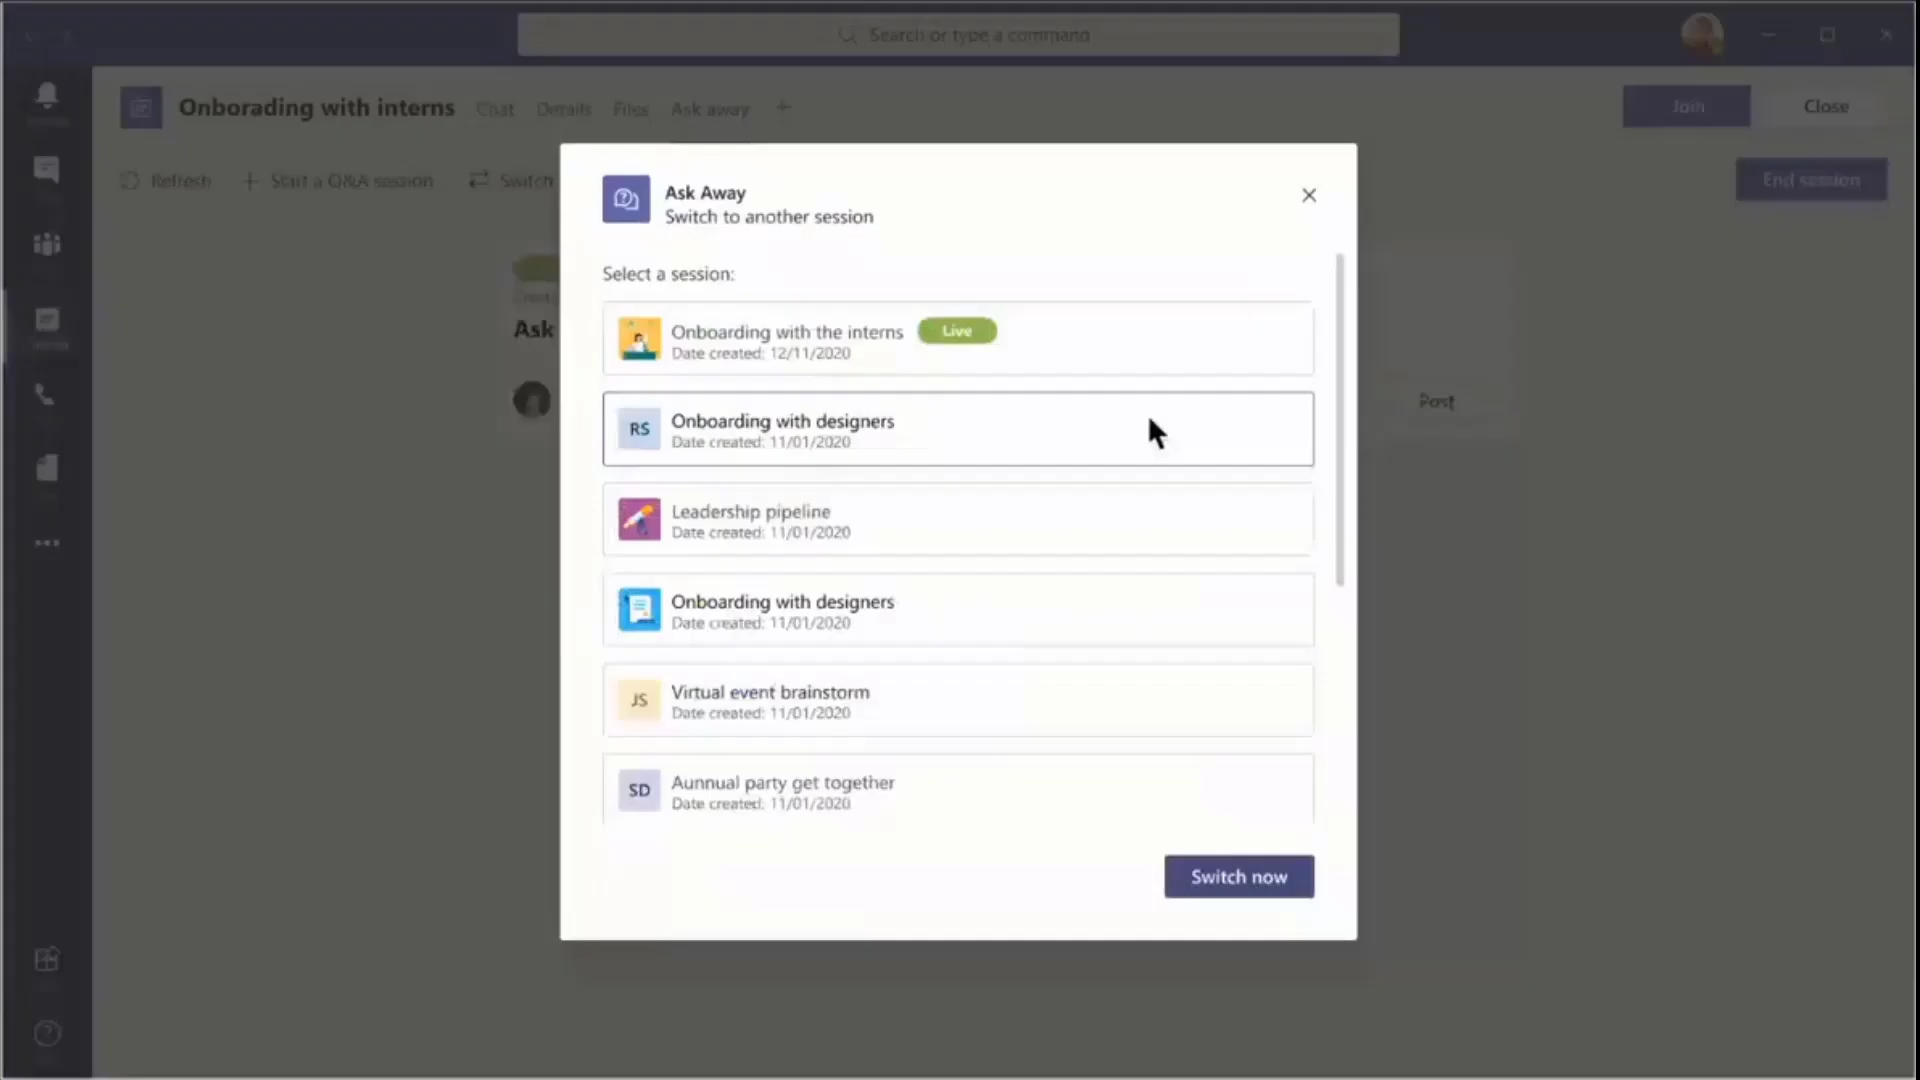 Search or type a command
Onborading with interns Chat Details Files Ask away +
Join Close
Refresh + Start a Q&A session Switch
End session
Ask Away
Switch to another session
Select a session:
Onboarding with the interns Live
Date created: 12/11/2020
Ask
RS Onboarding with designers
Date created: 11/01/2020
Post
Leadership pipeline
Date created: 11/01/2020
Onboarding with designers
Date created: 11/01/2020
JS Virtual event brainstorm
Date created: 11/01/2020
SD Aunnual party get together
Date created: 11/01/2020
Switch now